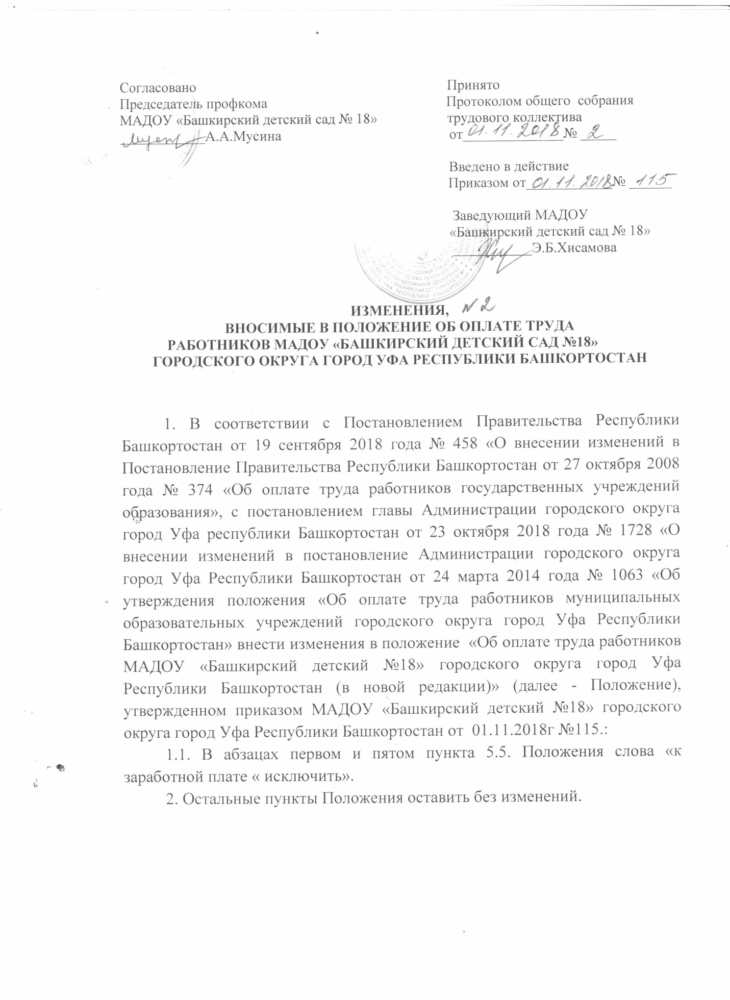 Согласовано
Председатель профкома
МАДОУ «Башкирский детский сад № 18»
____________А.А.Мусина
Принято
Протоколом общего собрания
трудового коллектива
от 01.11.2018 № 2
Введено в действие
Приказом от 01.11.2018 № 115
Заведующий МАДОУ
«Башкирский детский сад № 18»
___________Э.Б.Хисамова
ИЗМЕНЕНИЯ, N 2
ВНОСИМЫЕ В ПОЛОЖЕНИЕ ОБ ОПЛАТЕ ТРУДА
РАБОТНИКОВ МАДОУ «БАШКИРСКИЙ ДЕТСКИЙ САД №18»
ГОРОДСКОГО ОКРУГА ГОРОД УФА РЕСПУБЛИКИ БАШКОРТОСТАН
1. В соответствии с Постановлением Правительства Республики
Башкортостан от 19 сентября 2018 года № 458 «О внесении изменений в
Постановление Правительства Республики Башкортостан от 27 октября 2008
года № 374 «Об оплате труда работников государственных учреждений
образования», с постановлением главы Администрации городского округа
город Уфа республики Башкортостан от 23 октября 2018 года № 1728 «О
внесении изменений в постановление Администрации городского округа
город Уфа Республики Башкортостан от 24 марта 2014 года № 1063 «Об
утверждения положения «Об оплате труда работников муниципальных
образовательных учреждений городского округа город Уфа Республики
Башкортостан» внести изменения в положение «Об оплате труда работников
МАДОУ «Башкирский детский №18» городского округа город Уфа
Республики Башкортостан (в новой редакции)» (далее - Положение),
утвержденном приказом МАДОУ «Башкирский детский №18» городского
округа город Уфа Республики Башкортостан от 01.11.2018г №115.:
1.1. В абзацах первом и пятом пункта 5.5. Положения слова «к
заработной плате « исключить».
2. Остальные пункты Положения оставить без изменений.